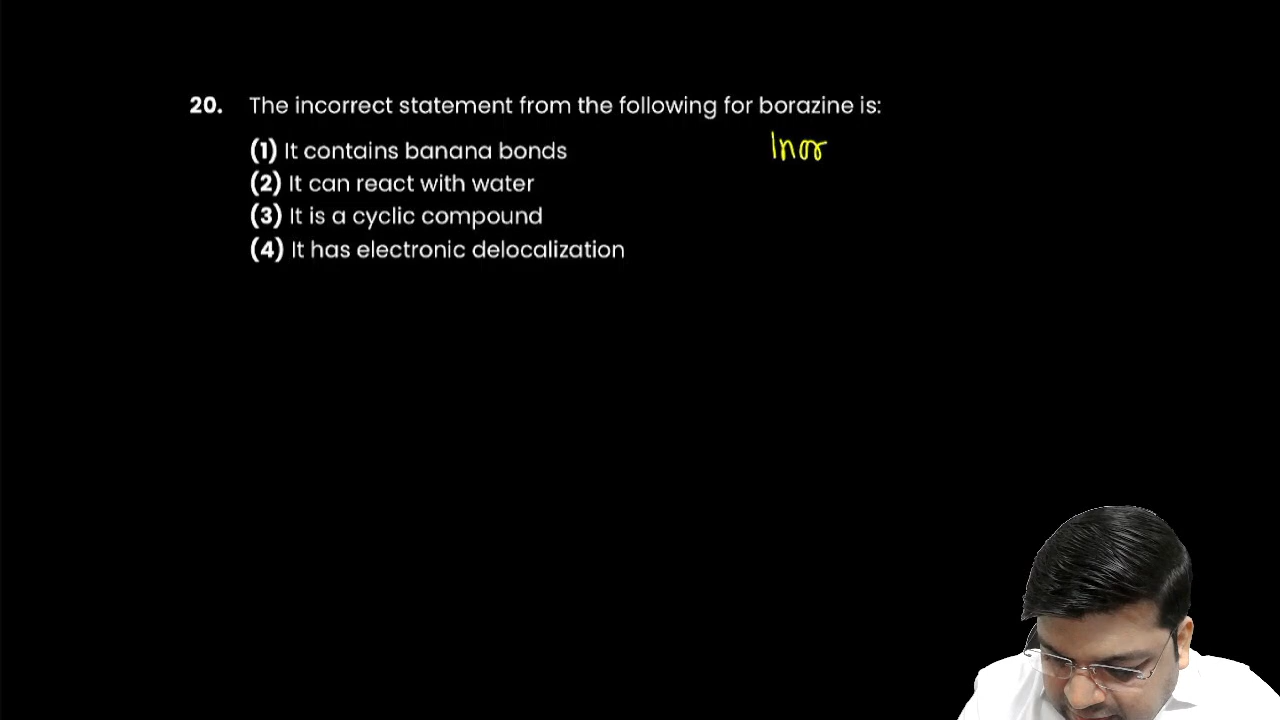 20. The incorrect statement from the following for borazine is:
(1) It contains banana bonds
Inor
(2) It can react with water
(3) It is a cyclic compound
(4) It has electronic delocalization